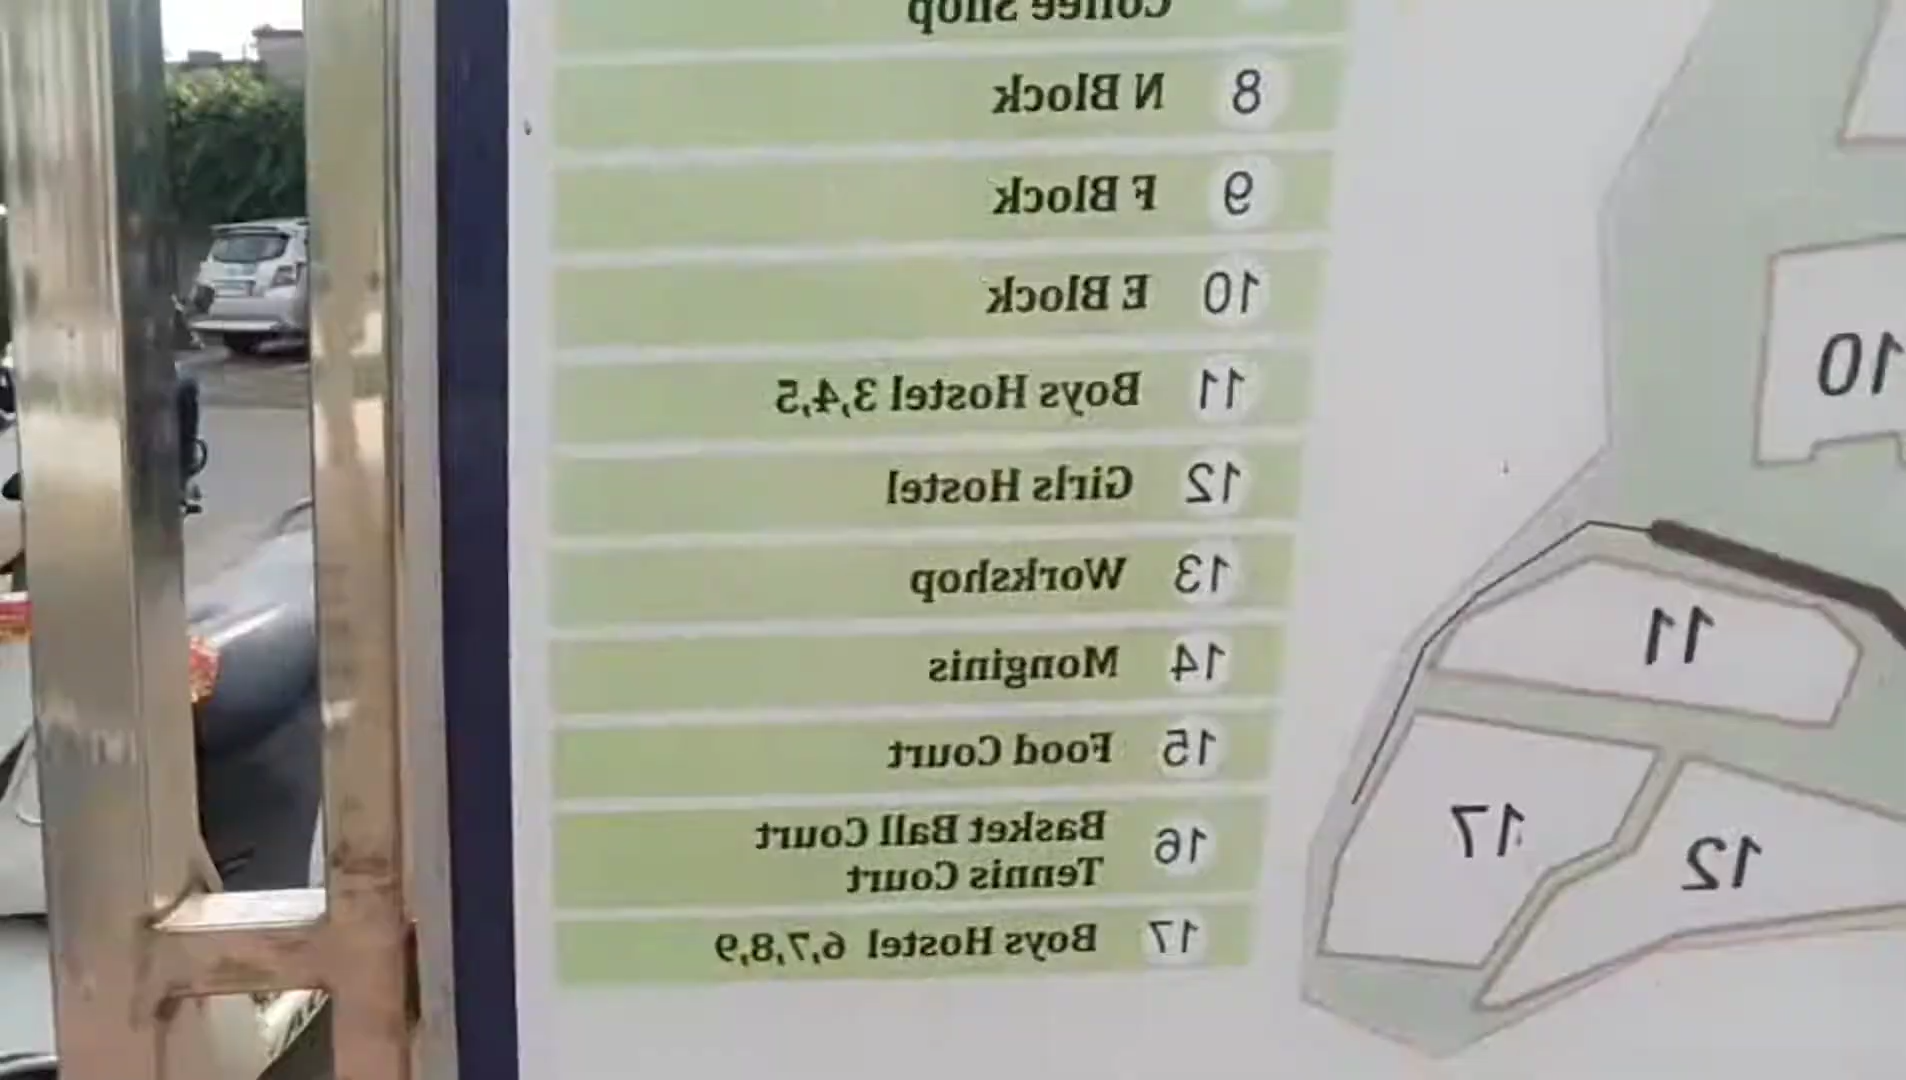 Coffee Shop
8 N Block
9 F Block
10 E Block
11 Boys Hostel 3,4,5
12 Girls Hostel
13 Workshop
14 Monginis
15 Food Court
16 Basket Ball Court
Tennis Court
17 Boys Hostel 6,7,8,9
10
11
17
12